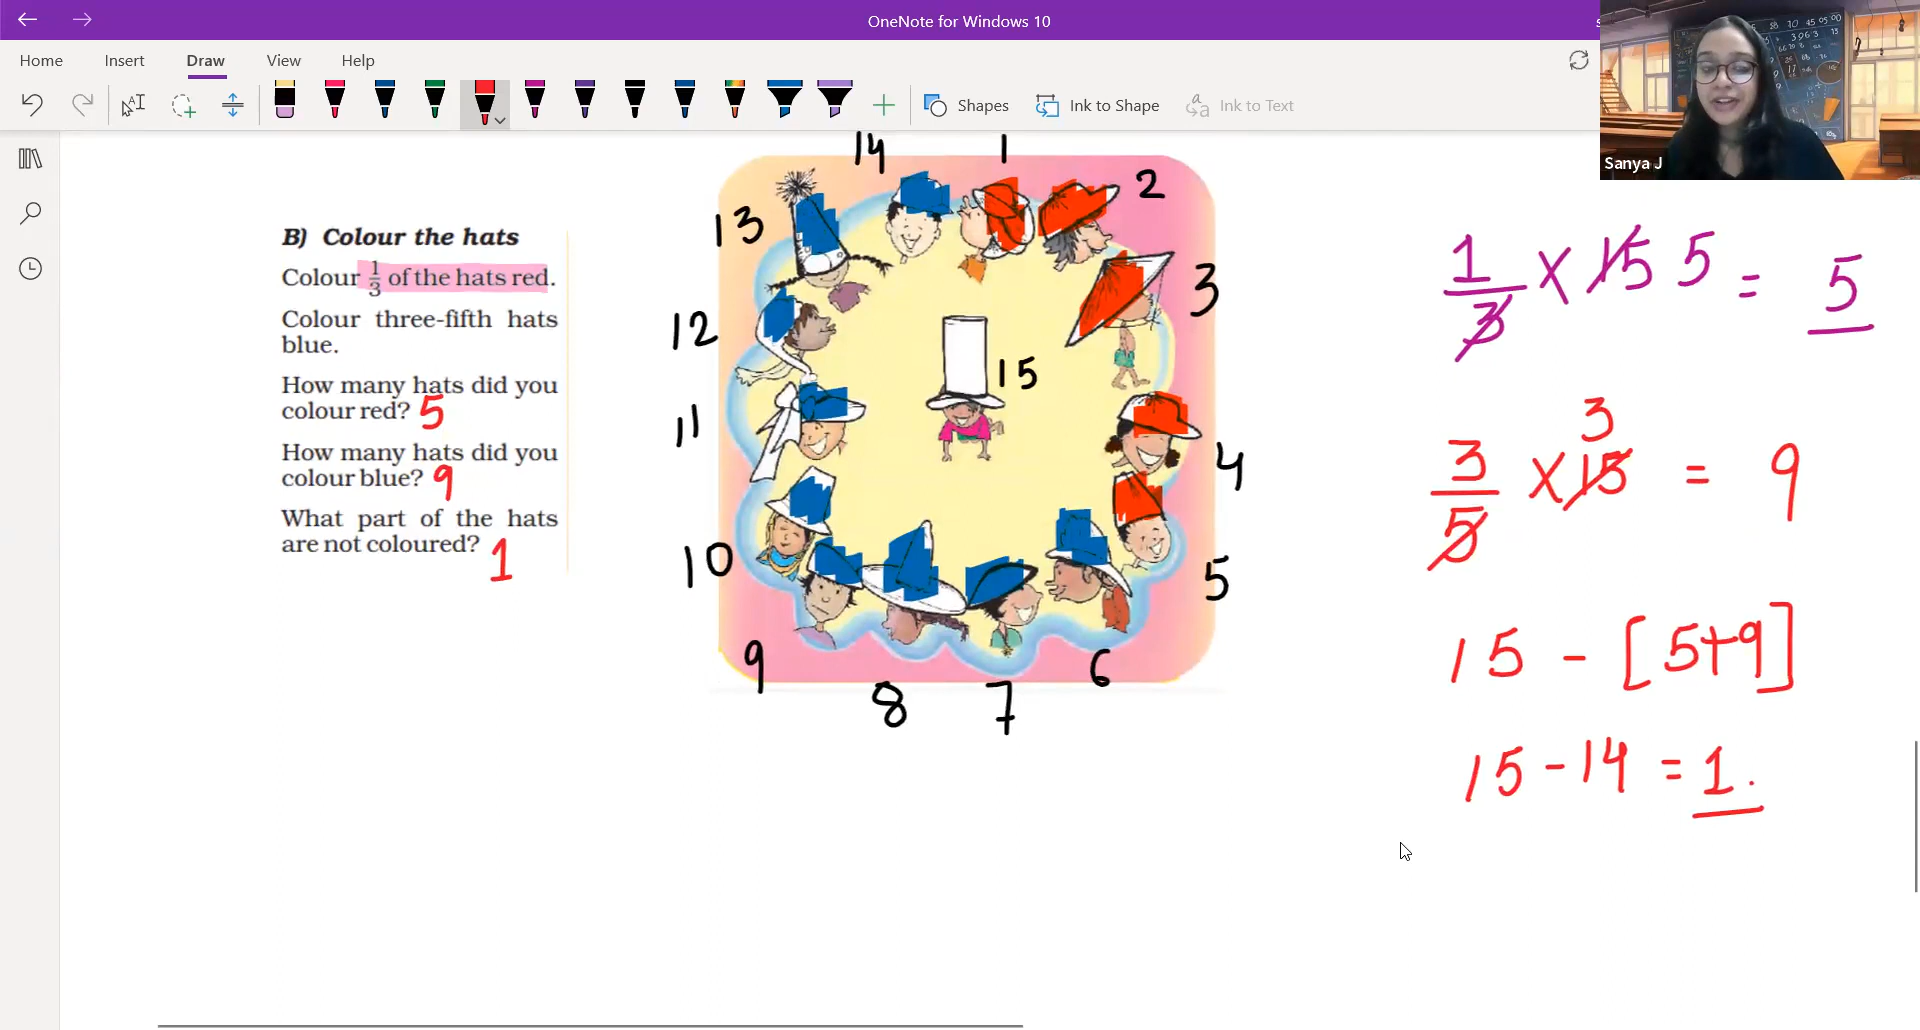 OneNote for Windows 10
Home Insert Draw View Help
Shapes Ink to Shape Ink to Text
Sanya J
B) Colour the hats
Colour 1/3 of the hats red.
Colour three-fifth hats
blue.
How many hats did you
colour red? 5
How many hats did you
colour blue? 9
What part of the hats
are not coloured? 1
14
1
2
13
3
12
15
11
4
10
5
9
6
8
7
1/3 × 15 5 = 5
3
3/5 × 15 = 9
15 - [5+9]
15 - 14 = 1.